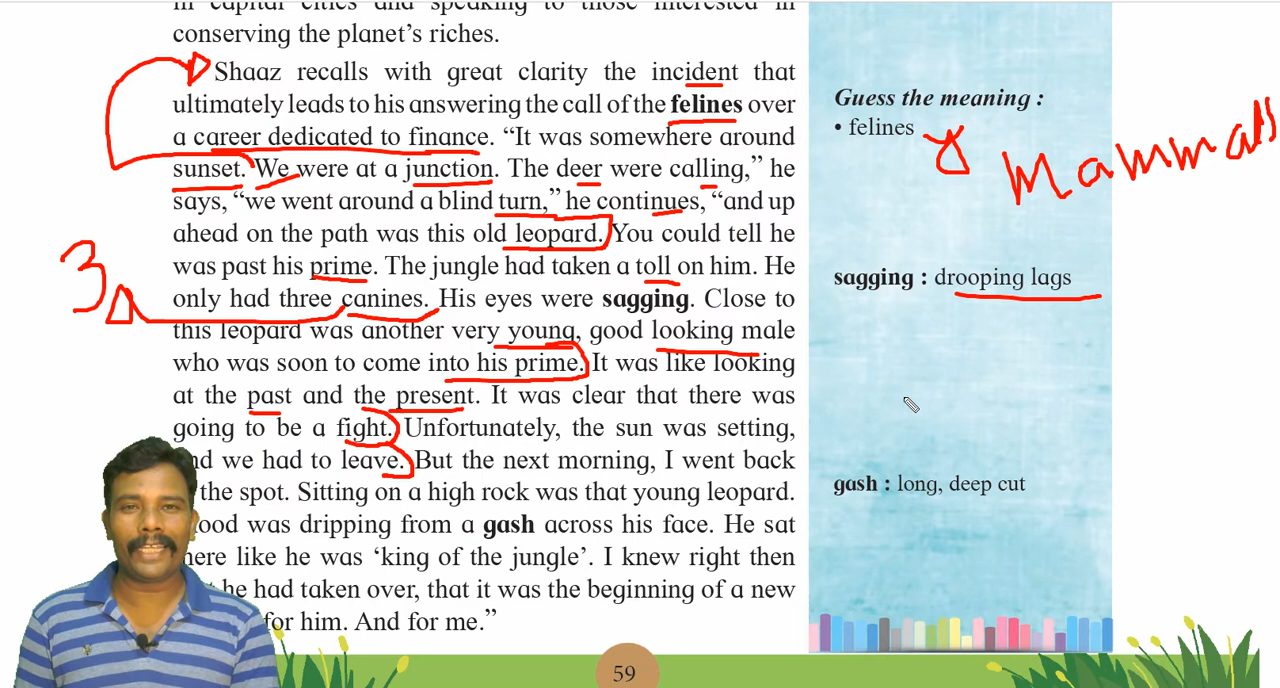 in capital cities and speaking to those interested in
conserving the planet's riches.
Shaaz recalls with great clarity the incident that
ultimately leads to his answering the call of the felines over
a career dedicated to finance. “It was somewhere around
sunset. We were at a junction. The deer were calling,” he
says, “we went around a blind turn,” he continues, “and up
ahead on the path was this old leopard. You could tell he
was past his prime. The jungle had taken a toll on him. He
only had three canines. His eyes were sagging. Close to
this leopard was another very young, good looking male
who was soon to come into his prime. It was like looking
at the past and the present. It was clear that there was
going to be a fight. Unfortunately, the sun was setting,
we had to leave. But the next morning, I went back
the spot. Sitting on a high rock was that young leopard.
was dripping from a gash across his face. He sat
like he was ‘king of the jungle’. I knew right then
he had taken over, that it was the beginning of a new
for him. And for me.”
3
59
Guess the meaning :
• felines
Mammals
sagging : drooping lags
gash : long, deep cut